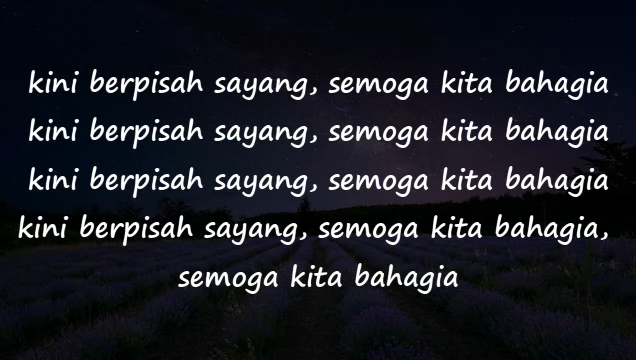 kini berpisah sayang, semoga kita bahagia
kini berpisah sayang, semoga kita bahagia
kini berpisah sayang, semoga kita bahagia
kini berpisah sayang, semoga kita bahagia,
semoga kita bahagia